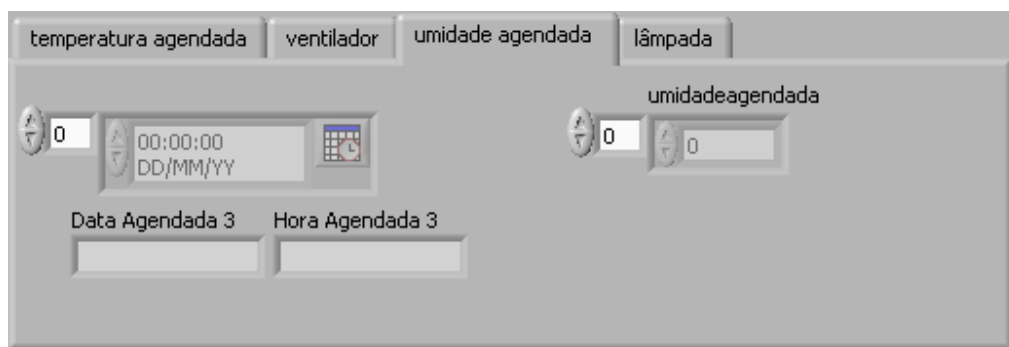 temperatura agendada ventilador umidade agendada lâmpada
umidadeagendada
0 00:00:00 0 0
DD/MM/YY
Data Agendada 3 Hora Agendada 3